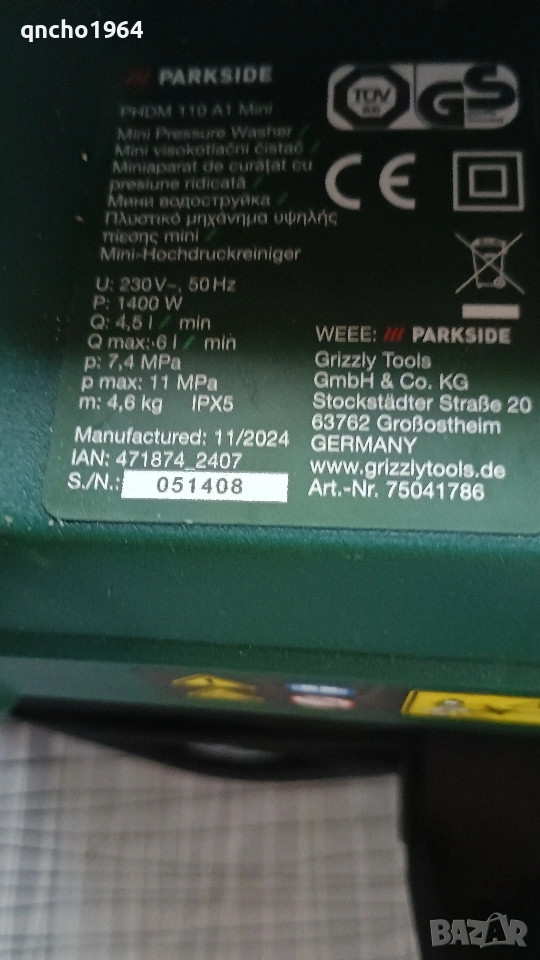 qncho1964
/// PARKSIDE
PHDM 110 A1 Mini
Mini Pressure Washer /
Mini visokotlačni čistač /
Miniaparat de curățat cu
presiune ridicată /
Мини водоструйка /
Πλυστικό μηχάνημα υψηλής
πίεσης mini /
Mini-Hochdruckreiniger
TÜV
GS
CE
U: 230 V~, 50 Hz
P: 1400 W
Q: 4,5 l / min
Q max: 6 l / min
p: 7,4 MPa
p max: 11 MPa
m: 4,6 kg IPX5
Manufactured: 11/2024
IAN: 471874_2407
S./N.: 051408
WEEE: /// PARKSIDE
Grizzly Tools
GmbH & Co. KG
Stockstädter Straße 20
63762 Großostheim
GERMANY
www.grizzlytools.de
Art.-Nr. 75041786
BAZAR